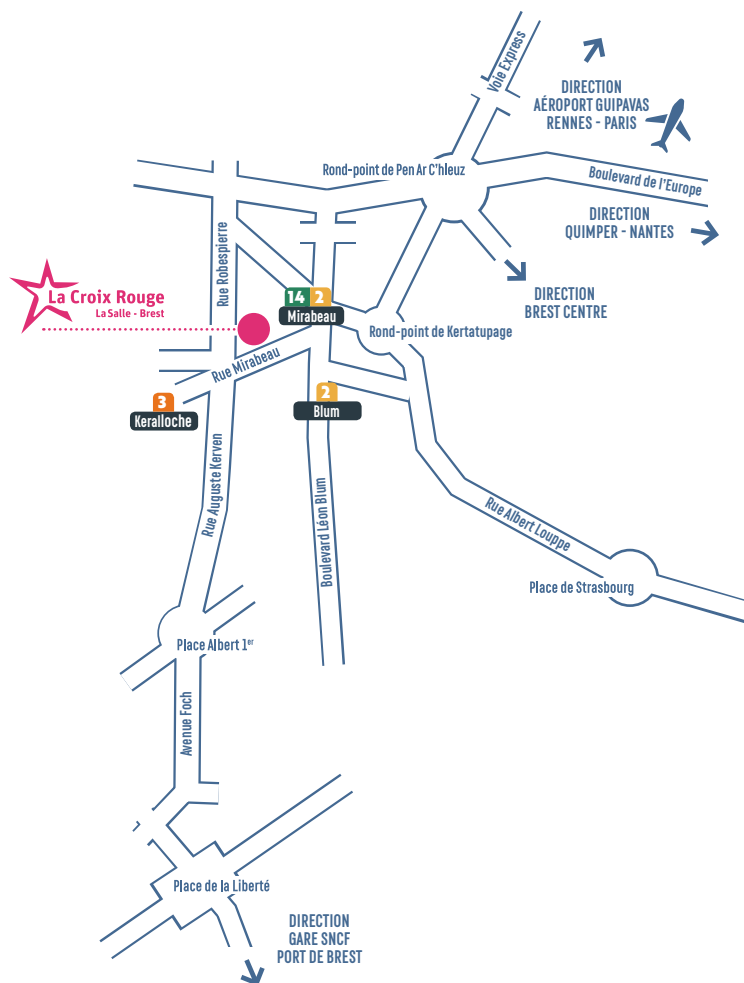 Voie Express
DIRECTION
AÉROPORT GUIPAVAS
RENNES - PARIS
Rond-point de Pen Ar C'hleuz
Boulevard de l'Europe
DIRECTION
QUIMPER - NANTES
Rue Robespierre
DIRECTION
BREST CENTRE
La Croix Rouge
La Salle - Brest
14 2
Mirabeau
Rond-point de Kertatupage
Rue Mirabeau
3
Keralloche
2
Blum
Rue Auguste Kerven
Boulevard Léon Blum
Rue Albert Louppe
Place de Strasbourg
Place Albert 1er
Avenue Foch
Place de la Liberté
DIRECTION
GARE SNCF
PORT DE BREST